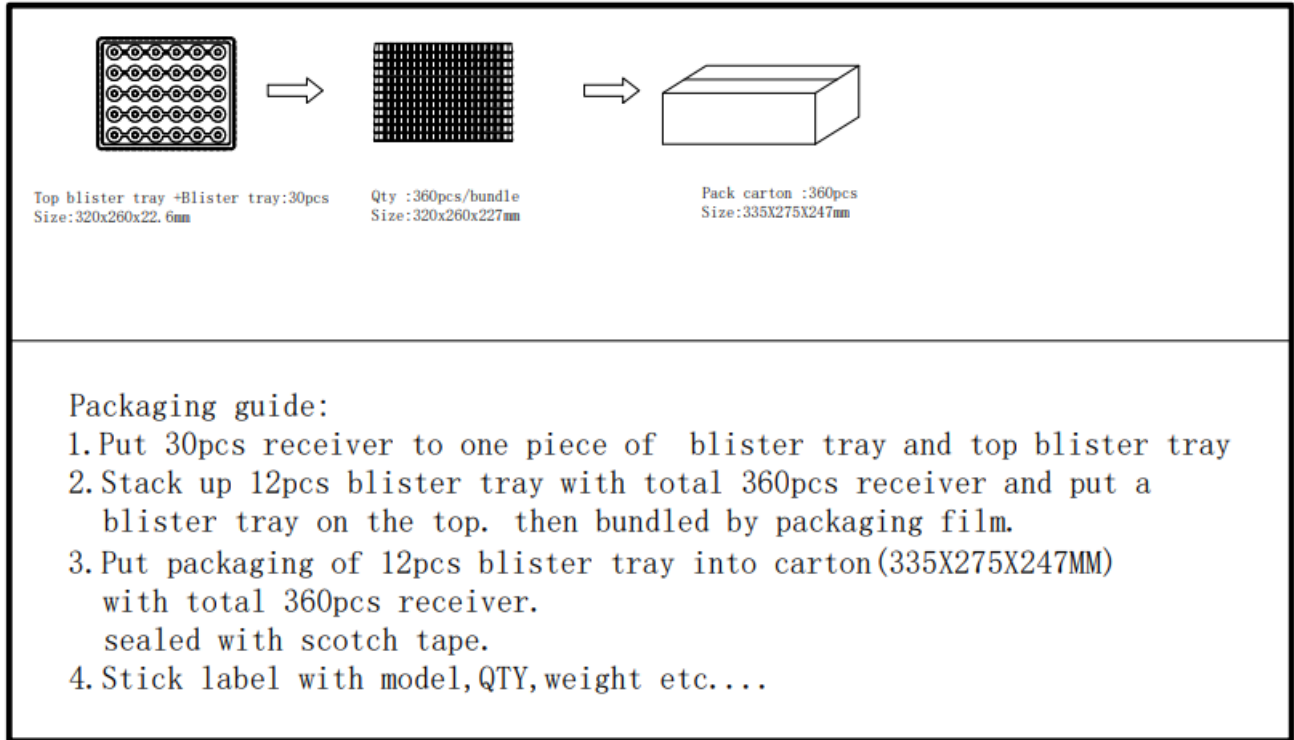 Top blister tray +Blister tray:30pcs
Size:320x260x22.6mm
Qty :360pcs/bundle
Size:320x260x227mm
Pack carton :360pcs
Size:335X275X247mm
Packaging guide:
1.Put 30pcs receiver to one piece of blister tray and top blister tray
2.Stack up 12pcs blister tray with total 360pcs receiver and put a
blister tray on the top. then bundled by packaging film.
3.Put packaging of 12pcs blister tray into carton(335X275X247MM)
with total 360pcs receiver.
sealed with scotch tape.
4.Stick label with model,QTY,weight etc....